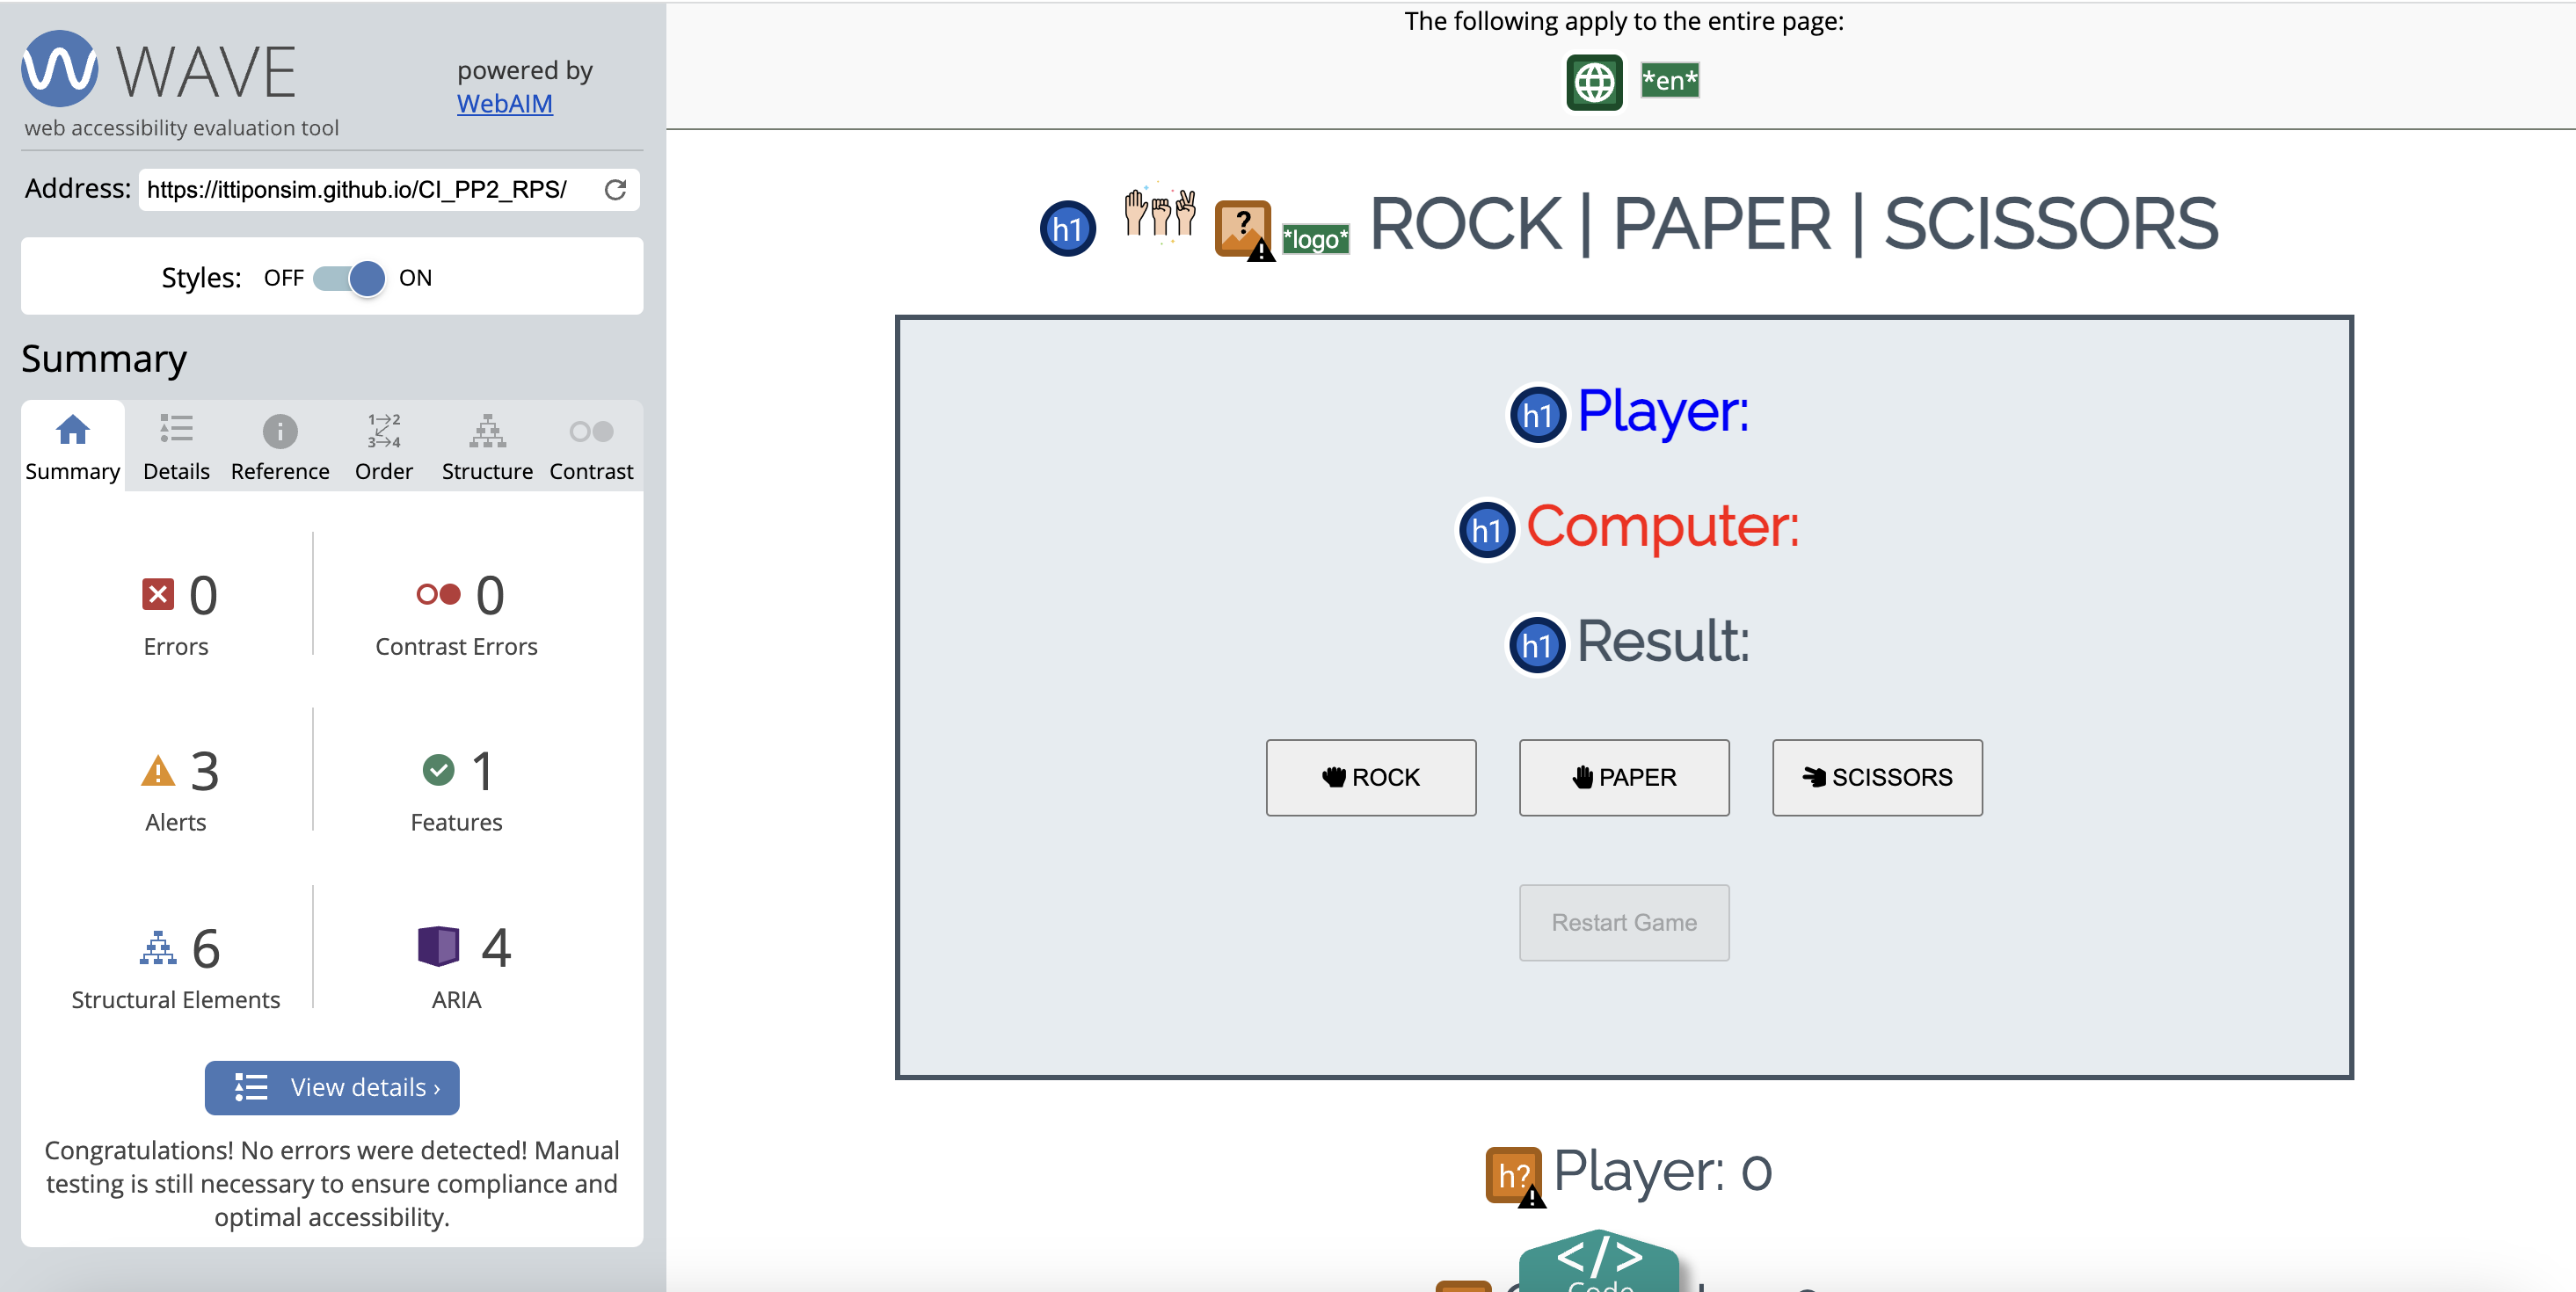 WAVE
powered by
WebAIM
web accessibility evaluation tool
Address: https://ittiponsim.github.io/CI_PP2_RPS/
Styles: OFF ON
Summary
1→2
3→4
Summary Details Reference Order Structure Contrast
0 0
Errors Contrast Errors
3 1
Alerts Features
6 4
Structural Elements ARIA
View details ›
Congratulations! No errors were detected! Manual
testing is still necessary to ensure compliance and
optimal accessibility.
The following apply to the entire page:
*en*
h1 ? *logo* ROCK | PAPER | SCISSORS
h1 Player:
h1 Computer:
h1 Result:
ROCK PAPER SCISSORS
Restart Game
h? Player: 0
</>
Code